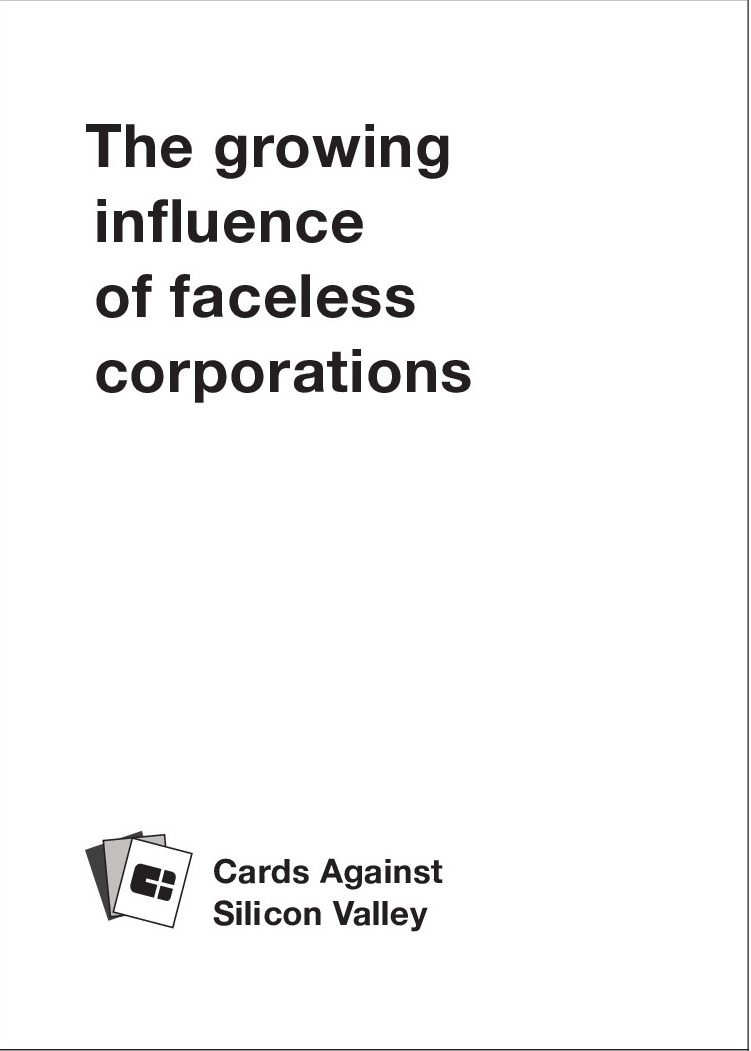 The growing
influence
of faceless
corporations
Cards Against
Silicon Valley